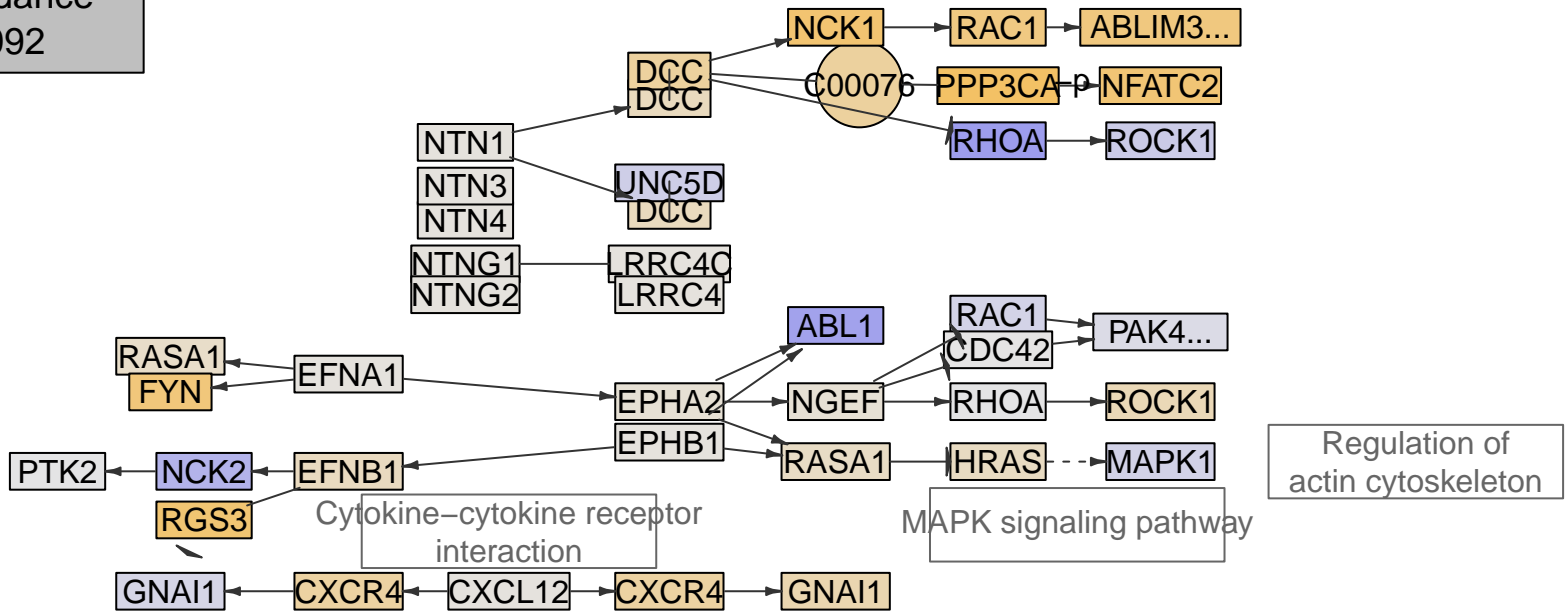 NCK1 RAC1 ABLIM3...
092
DCC C00076 PPP3CA -p NFATC2
DCC
NTN1 RHOA ROCK1
NTN3 UNC5D
NTN4 DCC
NTNG1 LRRC4C
NTNG2 LRRC4
RAC1
ABL1 PAK4...
RASA1 CDC42
EFNA1
FYN EPHA2 NGEF RHOA ROCK1
EPHB1
Regulation of
actin cytoskeleton
PTK2 NCK2 EFNB1 RASA1 HRAS MAPK1
RGS3
Cytokine–cytokine receptor
interaction
MAPK signaling pathway
GNAI1 CXCR4 CXCL12 CXCR4 GNAI1